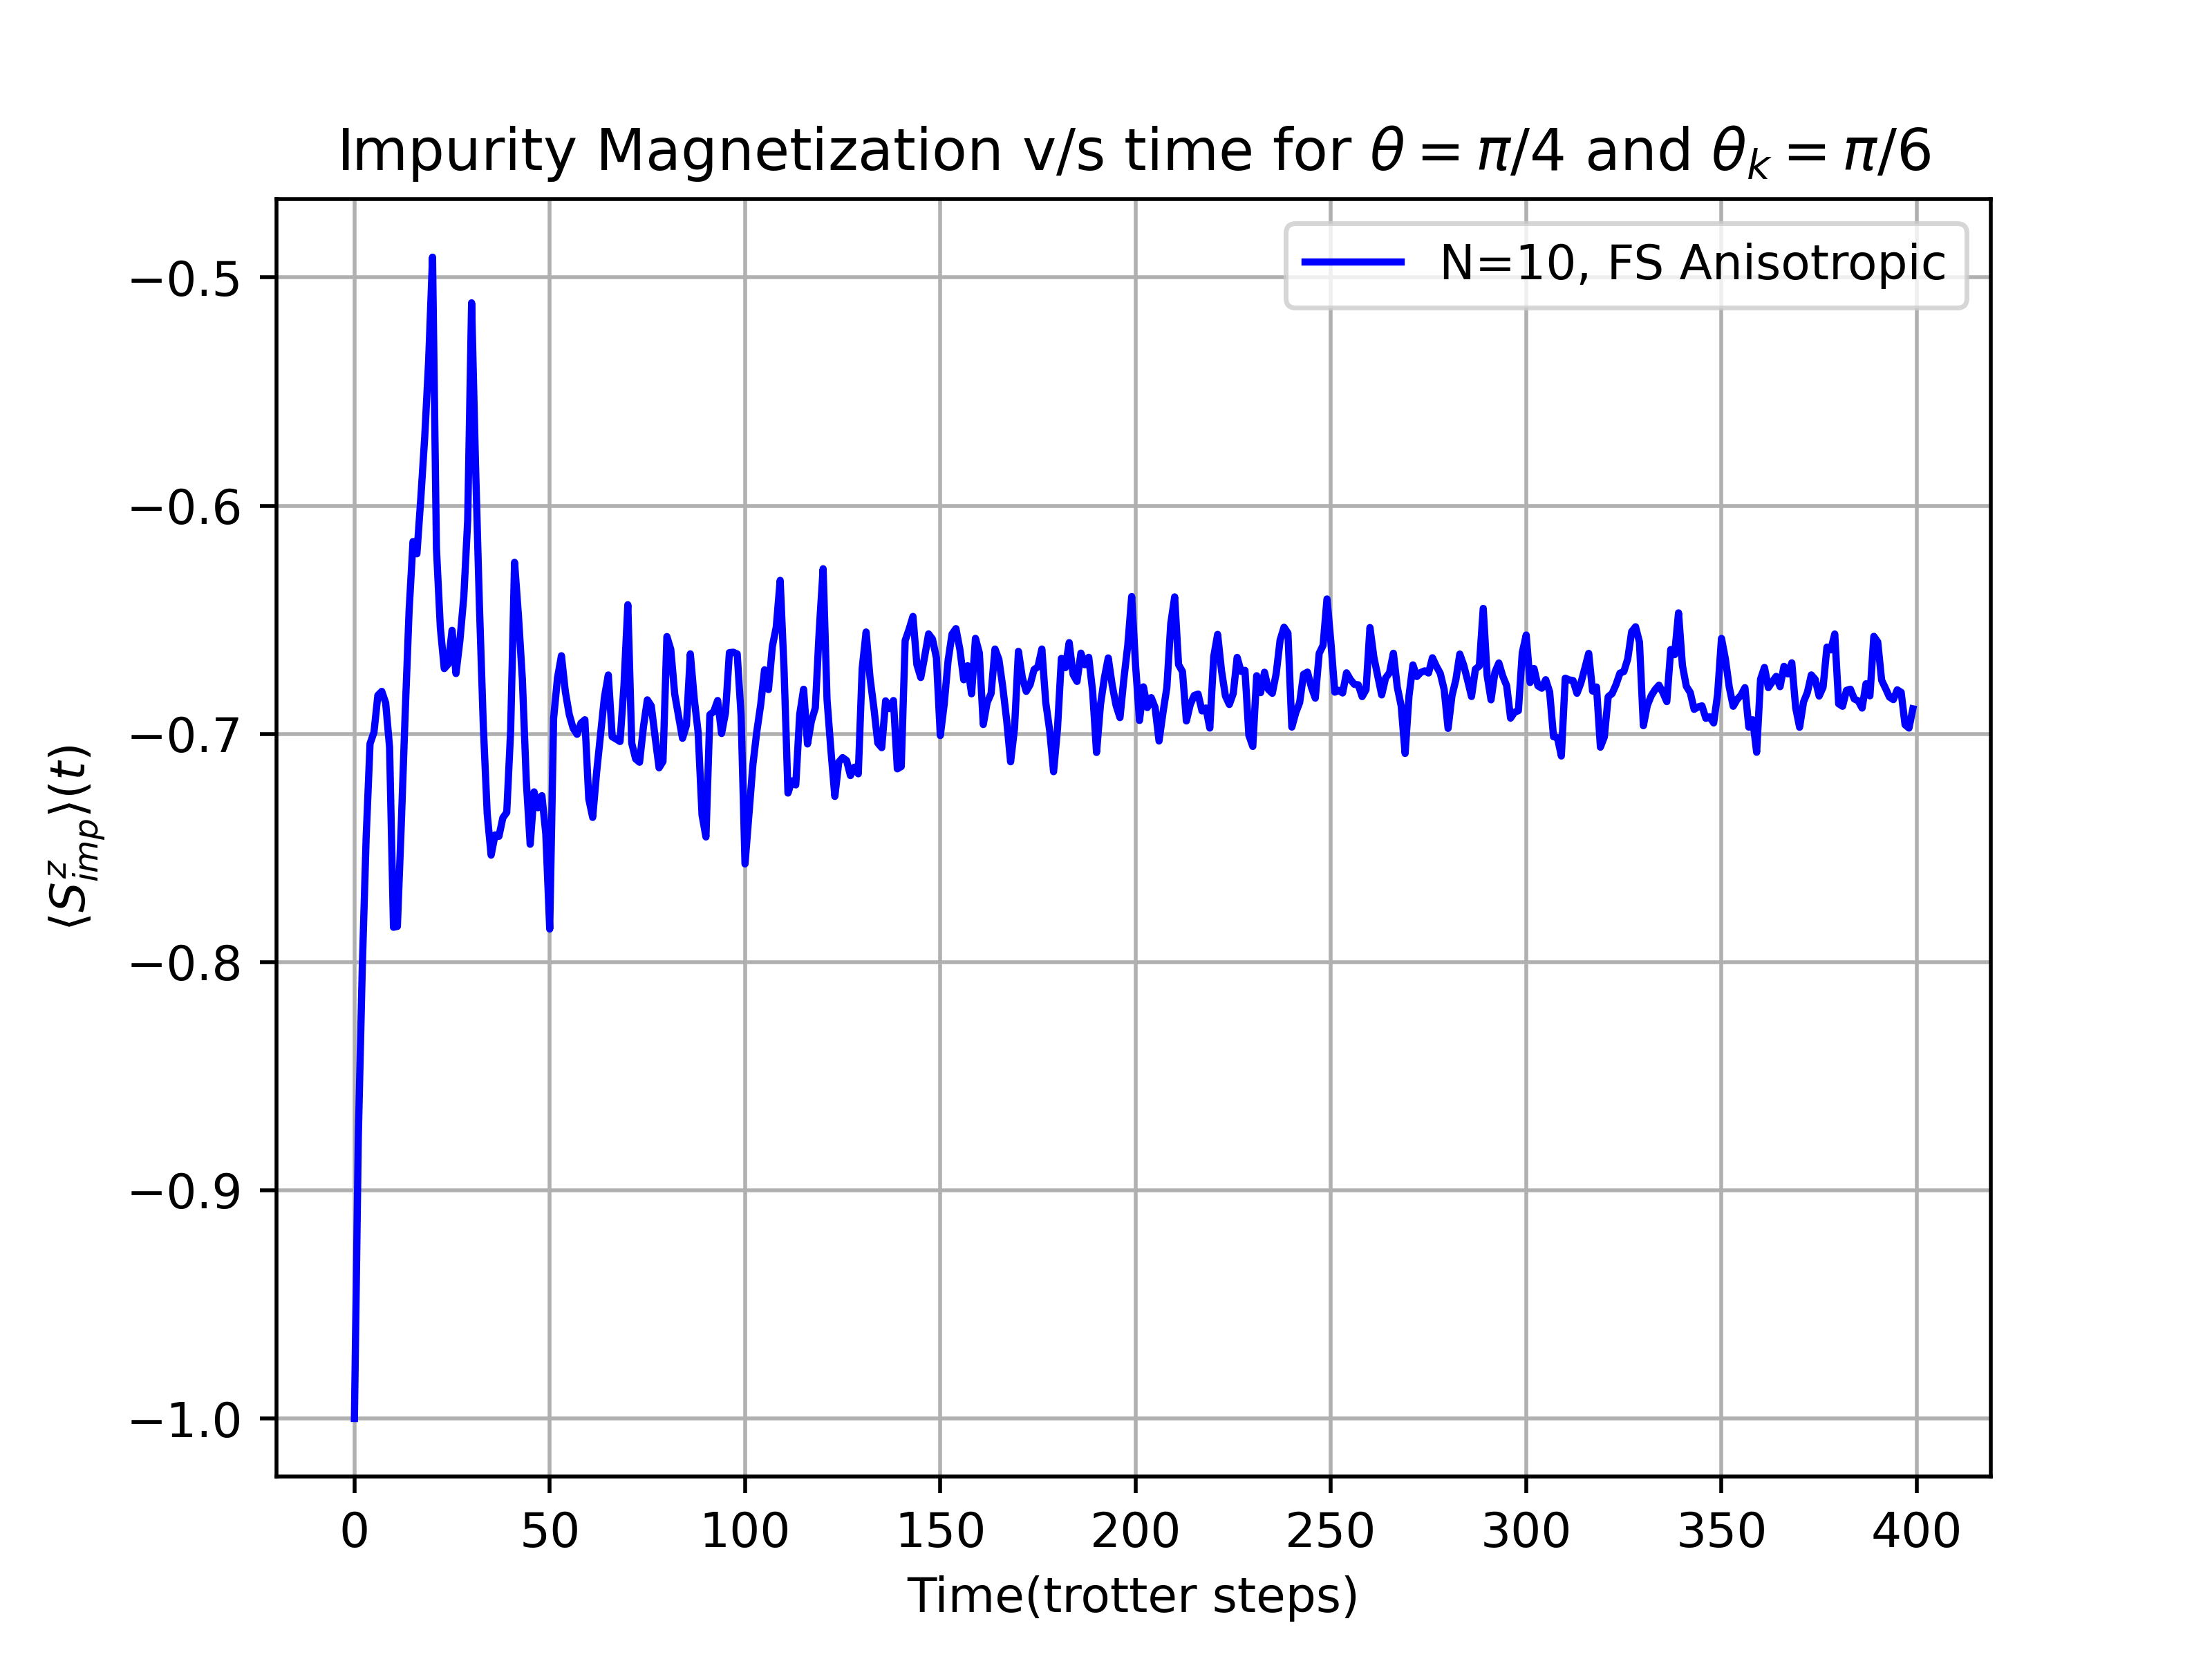 Impurity Magnetization v/s time for θ = π/4 and θₖ = π/6
N=10, FS Anisotropic
−0.5
−0.6
−0.7
−0.8
−0.9
−1.0
⟨S^z_imp⟩(t)
0 50 100 150 200 250 300 350 400
Time(trotter steps)